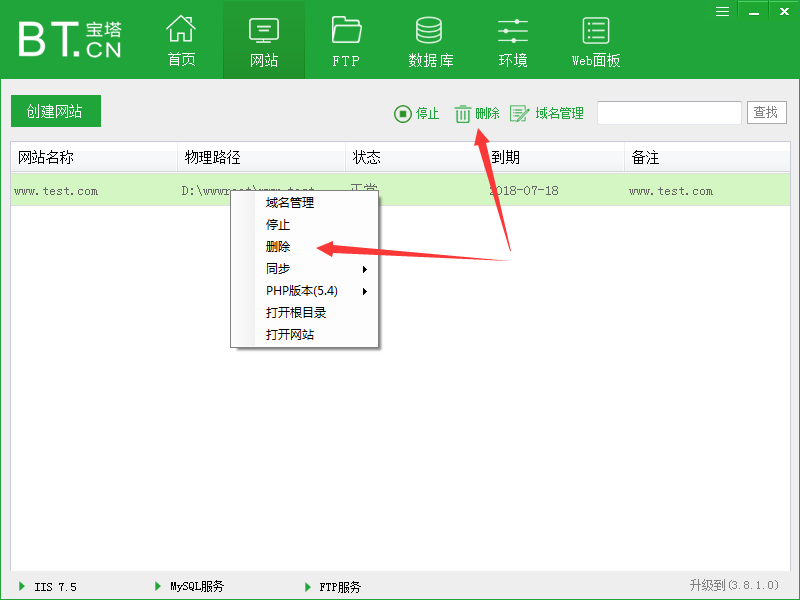 BT.CN 宝塔
首页 网站 FTP 数据库 环境 Web面板
创建网站 停止 删除 域名管理 查找
网站名称 物理路径 状态 到期 备注
www.test.com 正常 2018-07-18 www.test.com
域名管理
停止
删除
同步
PHP版本(5.4)
打开根目录
打开网站
IIS 7.5 MySQL服务 FTP服务 升级到(3.8.1.0)